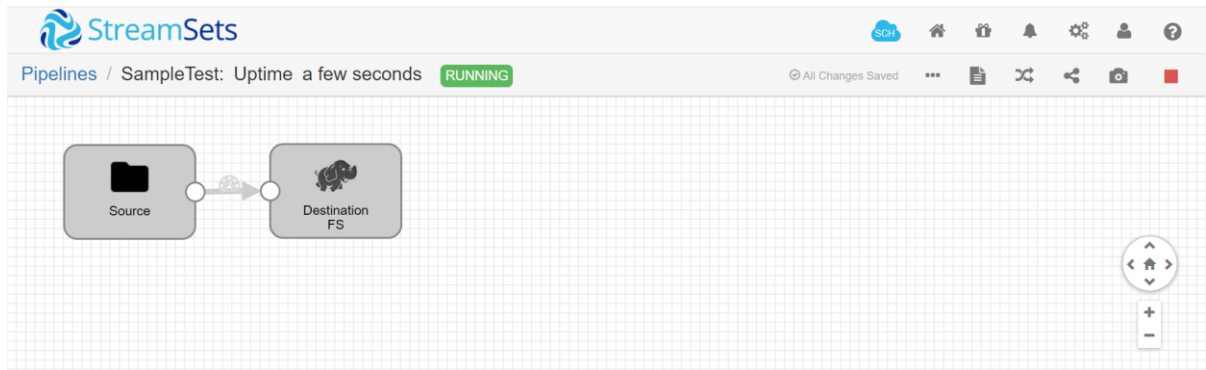 StreamSets
SCH
Pipelines / SampleTest: Uptime a few seconds RUNNING
All Changes Saved
Source
Destination
FS